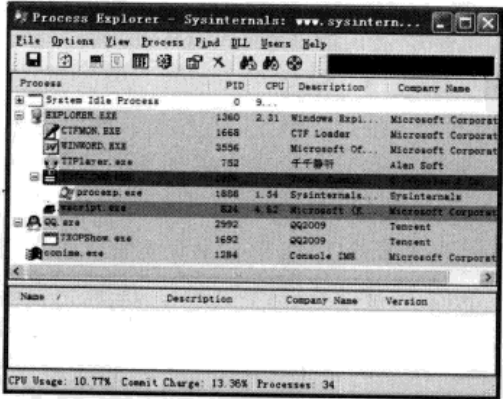 Process Explorer - Sysinternals: www.sysintern...
File Options View Process Find DLL Users Help
Process PID CPU Description Company Name
System Idle Process 0 9...
EXPLORER.EXE 1360 2.31 Windows Expl... Microsoft Corporat
CTFMON.EXE 1668 CTF Loader Microsoft Corporat
WINWORD.EXE 3556 Microsoft Of... Microsoft Corporat
TTPlayer.exe 752 千千静听 Alen Soft
procexp.exe 1886 1.54 Sysinternals... Sysinternals
wscript.exe 824 4.62 Microsoft (R... Microsoft Corporat
QQ.exe 2992 QQ2009 Tencent
TXOPShow.exe 1692 QQ2009 Tencent
conime.exe 1284 Console IME Microsoft Corporat
Name / Description Company Name Version
CPU Usage: 10.77% Commit Charge: 13.36% Processes: 34